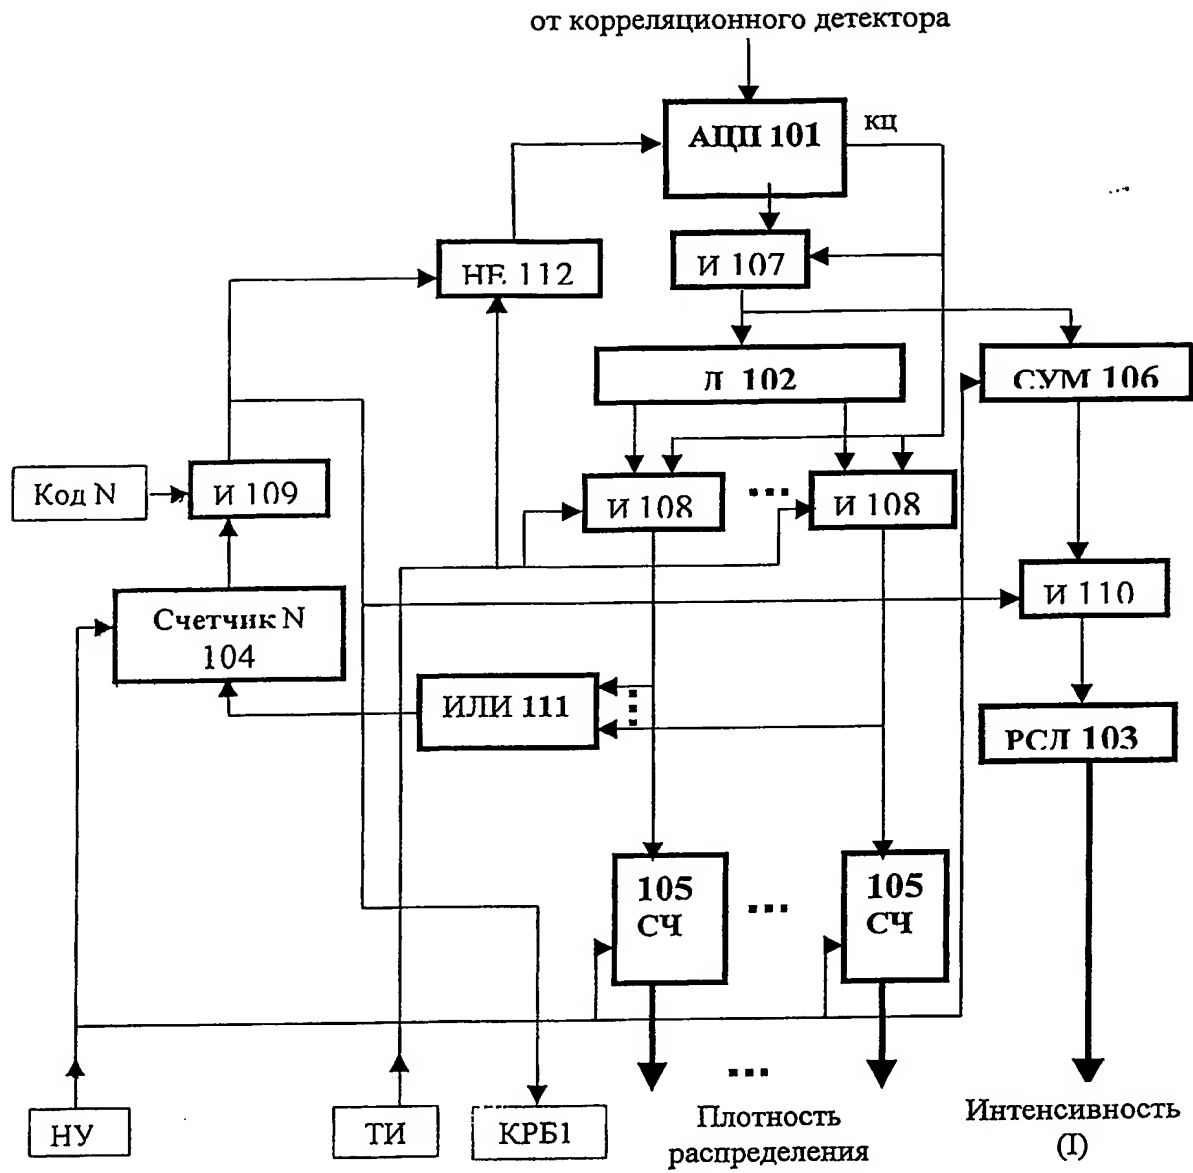 от корреляционного детектора
АЦП 101
кц
И 107
НЕ 112
Д 102
СУМ 106
Код N
И 109
И 108
...
И 108
Счетчик N
104
И 110
ИЛИ 111
РСЛ 103
105
СЧ
...
105
СЧ
...
НУ
ТИ
КРБ1
Плотность
распределения
Интенсивность
(I)